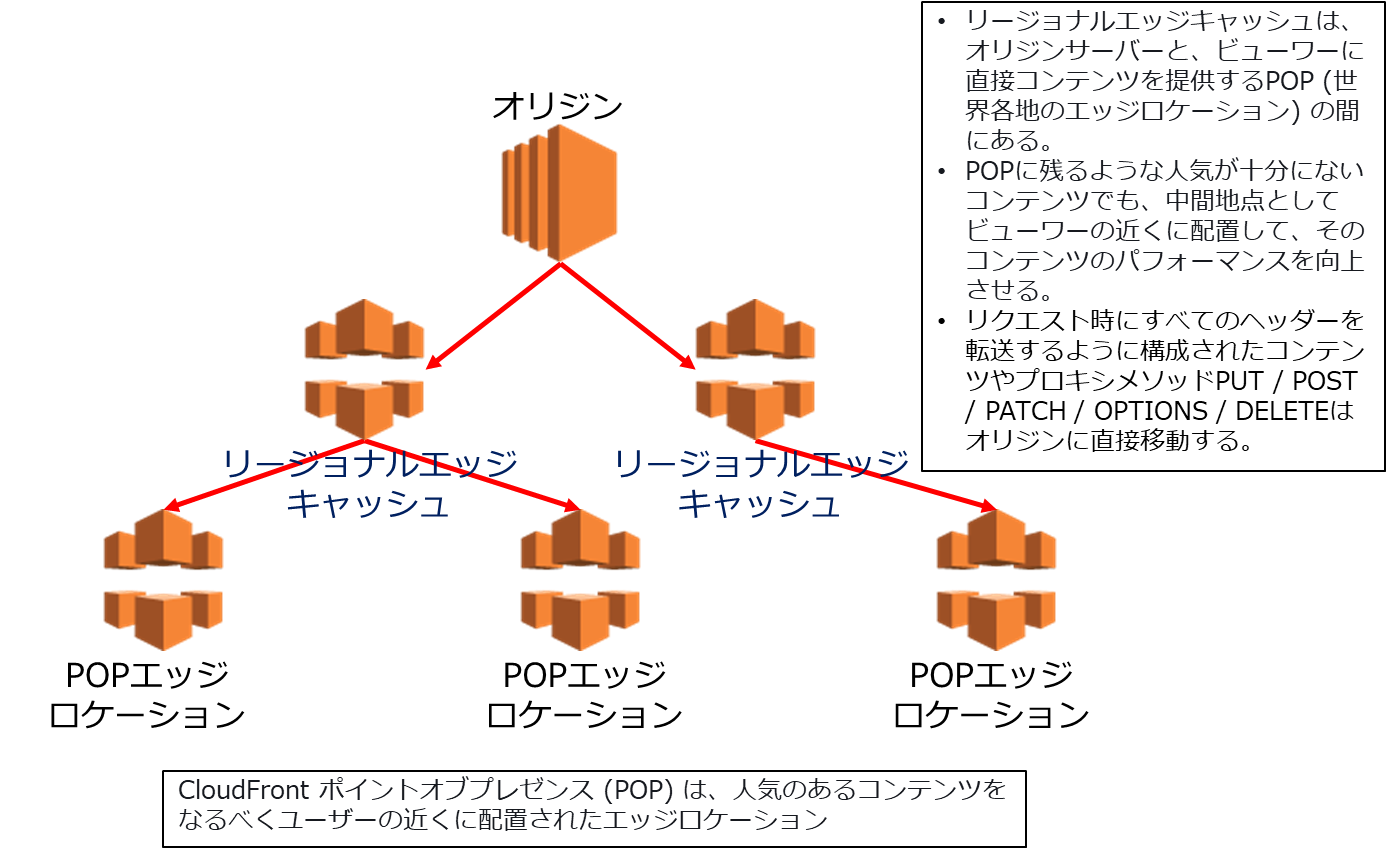 オリジン
• リージョナルエッジキャッシュは、
オリジンサーバーと、ビューワーに
直接コンテンツを提供するPOP (世
界各地のエッジロケーション) の間
にある。
• POPに残るような人気が十分にない
コンテンツでも、中間地点として
ビューワーの近くに配置して、その
コンテンツのパフォーマンスを向上
させる。
• リクエスト時にすべてのヘッダーを
転送するように構成されたコンテン
ツやプロキシメソッドPUT / POST
/ PATCH / OPTIONS / DELETEは
オリジンに直接移動する。
リージョナルエッジ
キャッシュ
リージョナルエッジ
キャッシュ
POPエッジ
ロケーション
POPエッジ
ロケーション
POPエッジ
ロケーション
CloudFront ポイントオブプレゼンス (POP) は、人気のあるコンテンツを
なるべくユーザーの近くに配置されたエッジロケーション